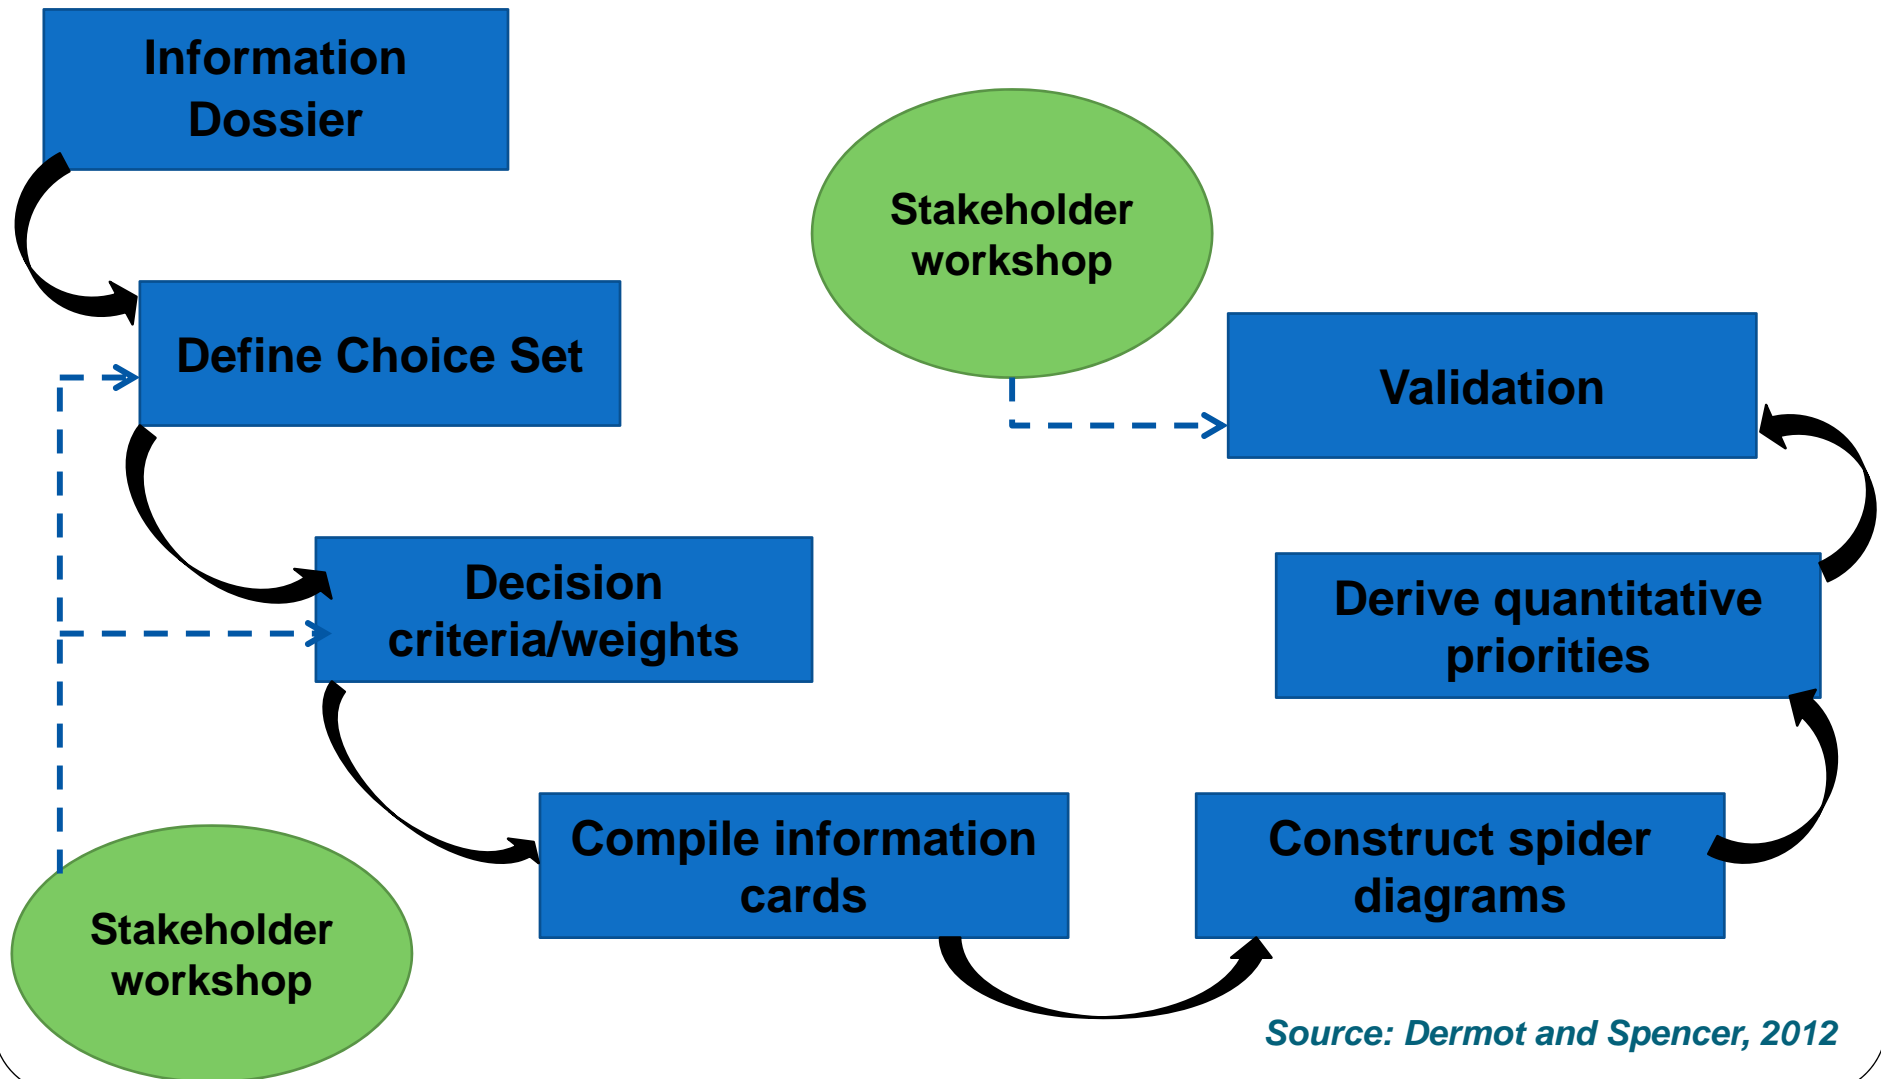 Information
Dossier
Stakeholder
workshop
Define Choice Set
Validation
Decision
criteria/weights
Derive quantitative
priorities
Compile information
cards
Construct spider
diagrams
Stakeholder
workshop
Source: Dermot and Spencer, 2012